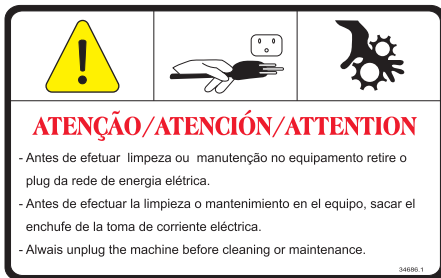 ATENÇÃO/ATENCIÓN/ATTENTION
- Antes de efetuar limpeza ou manutenção no equipamento retire o
plug da rede de energia elétrica.
- Antes de efectuar la limpieza o mantenimiento en el equipo, sacar el
enchufe de la toma de corriente eléctrica.
- Alwais unplug the machine before cleaning or maintenance.
34686.1